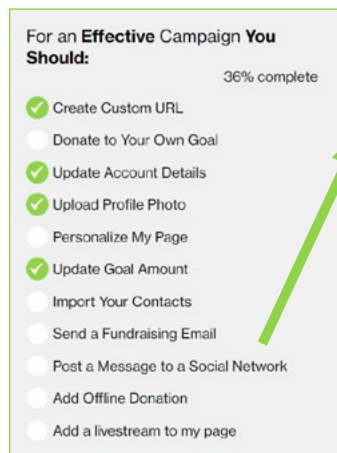 For an Effective Campaign You
Should:
36% complete
Create Custom URL
Donate to Your Own Goal
Update Account Details
Upload Profile Photo
Personalize My Page
Update Goal Amount
Import Your Contacts
Send a Fundraising Email
Post a Message to a Social Network
Add Offline Donation
Add a livestream to my page